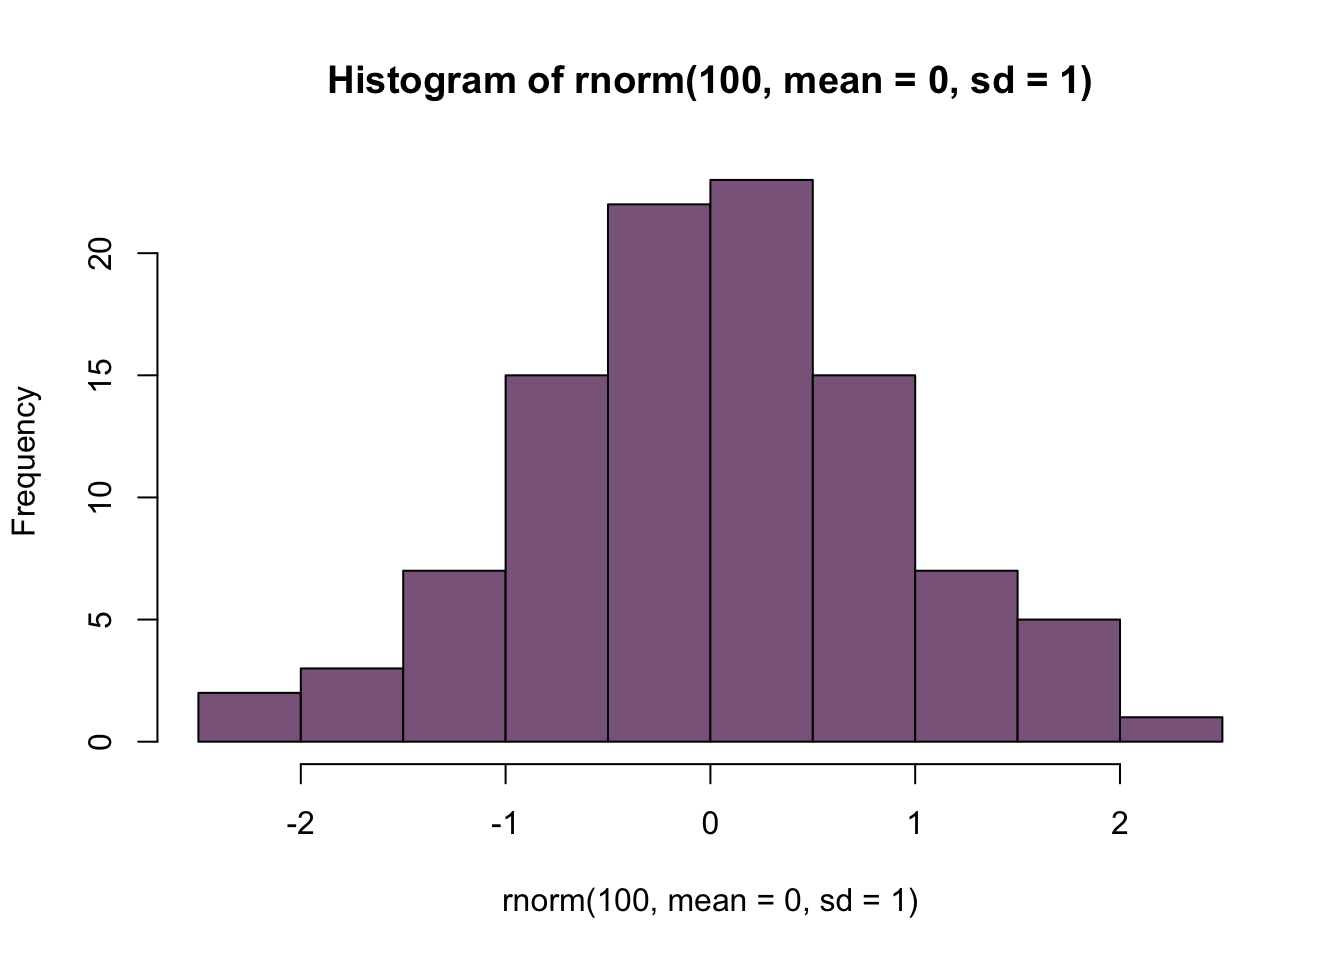 Histogram of rnorm(100, mean = 0, sd = 1)
Frequency
20
15
10
5
0
-2 -1 0 1 2
rnorm(100, mean = 0, sd = 1)